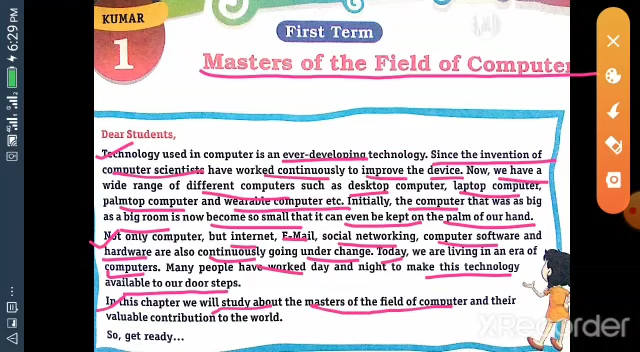 6:29PM
KUMAR
1
First Term
Masters of the Field of Computer
Dear Students,
Technology used in computer is an ever-developing technology. Since the invention of
computer scientists have worked continuously to improve the device. Now, we have a
wide range of different computers such as desktop computer, laptop computer,
palmtop computer and wearable computer etc. Initially, the computer that was as big
as a big room is now become so small that it can even be kept on the palm of our hand.
Not only computer, but internet, E-Mail, social networking, computer software and
hardware are also continuously going under change. Today, we are living in an era of
computers. Many people have worked day and night to make this technology
available to our door steps.
In this chapter we will study about the masters of the field of computer and their
valuable contribution to the world.
So, get ready...
XRecorder